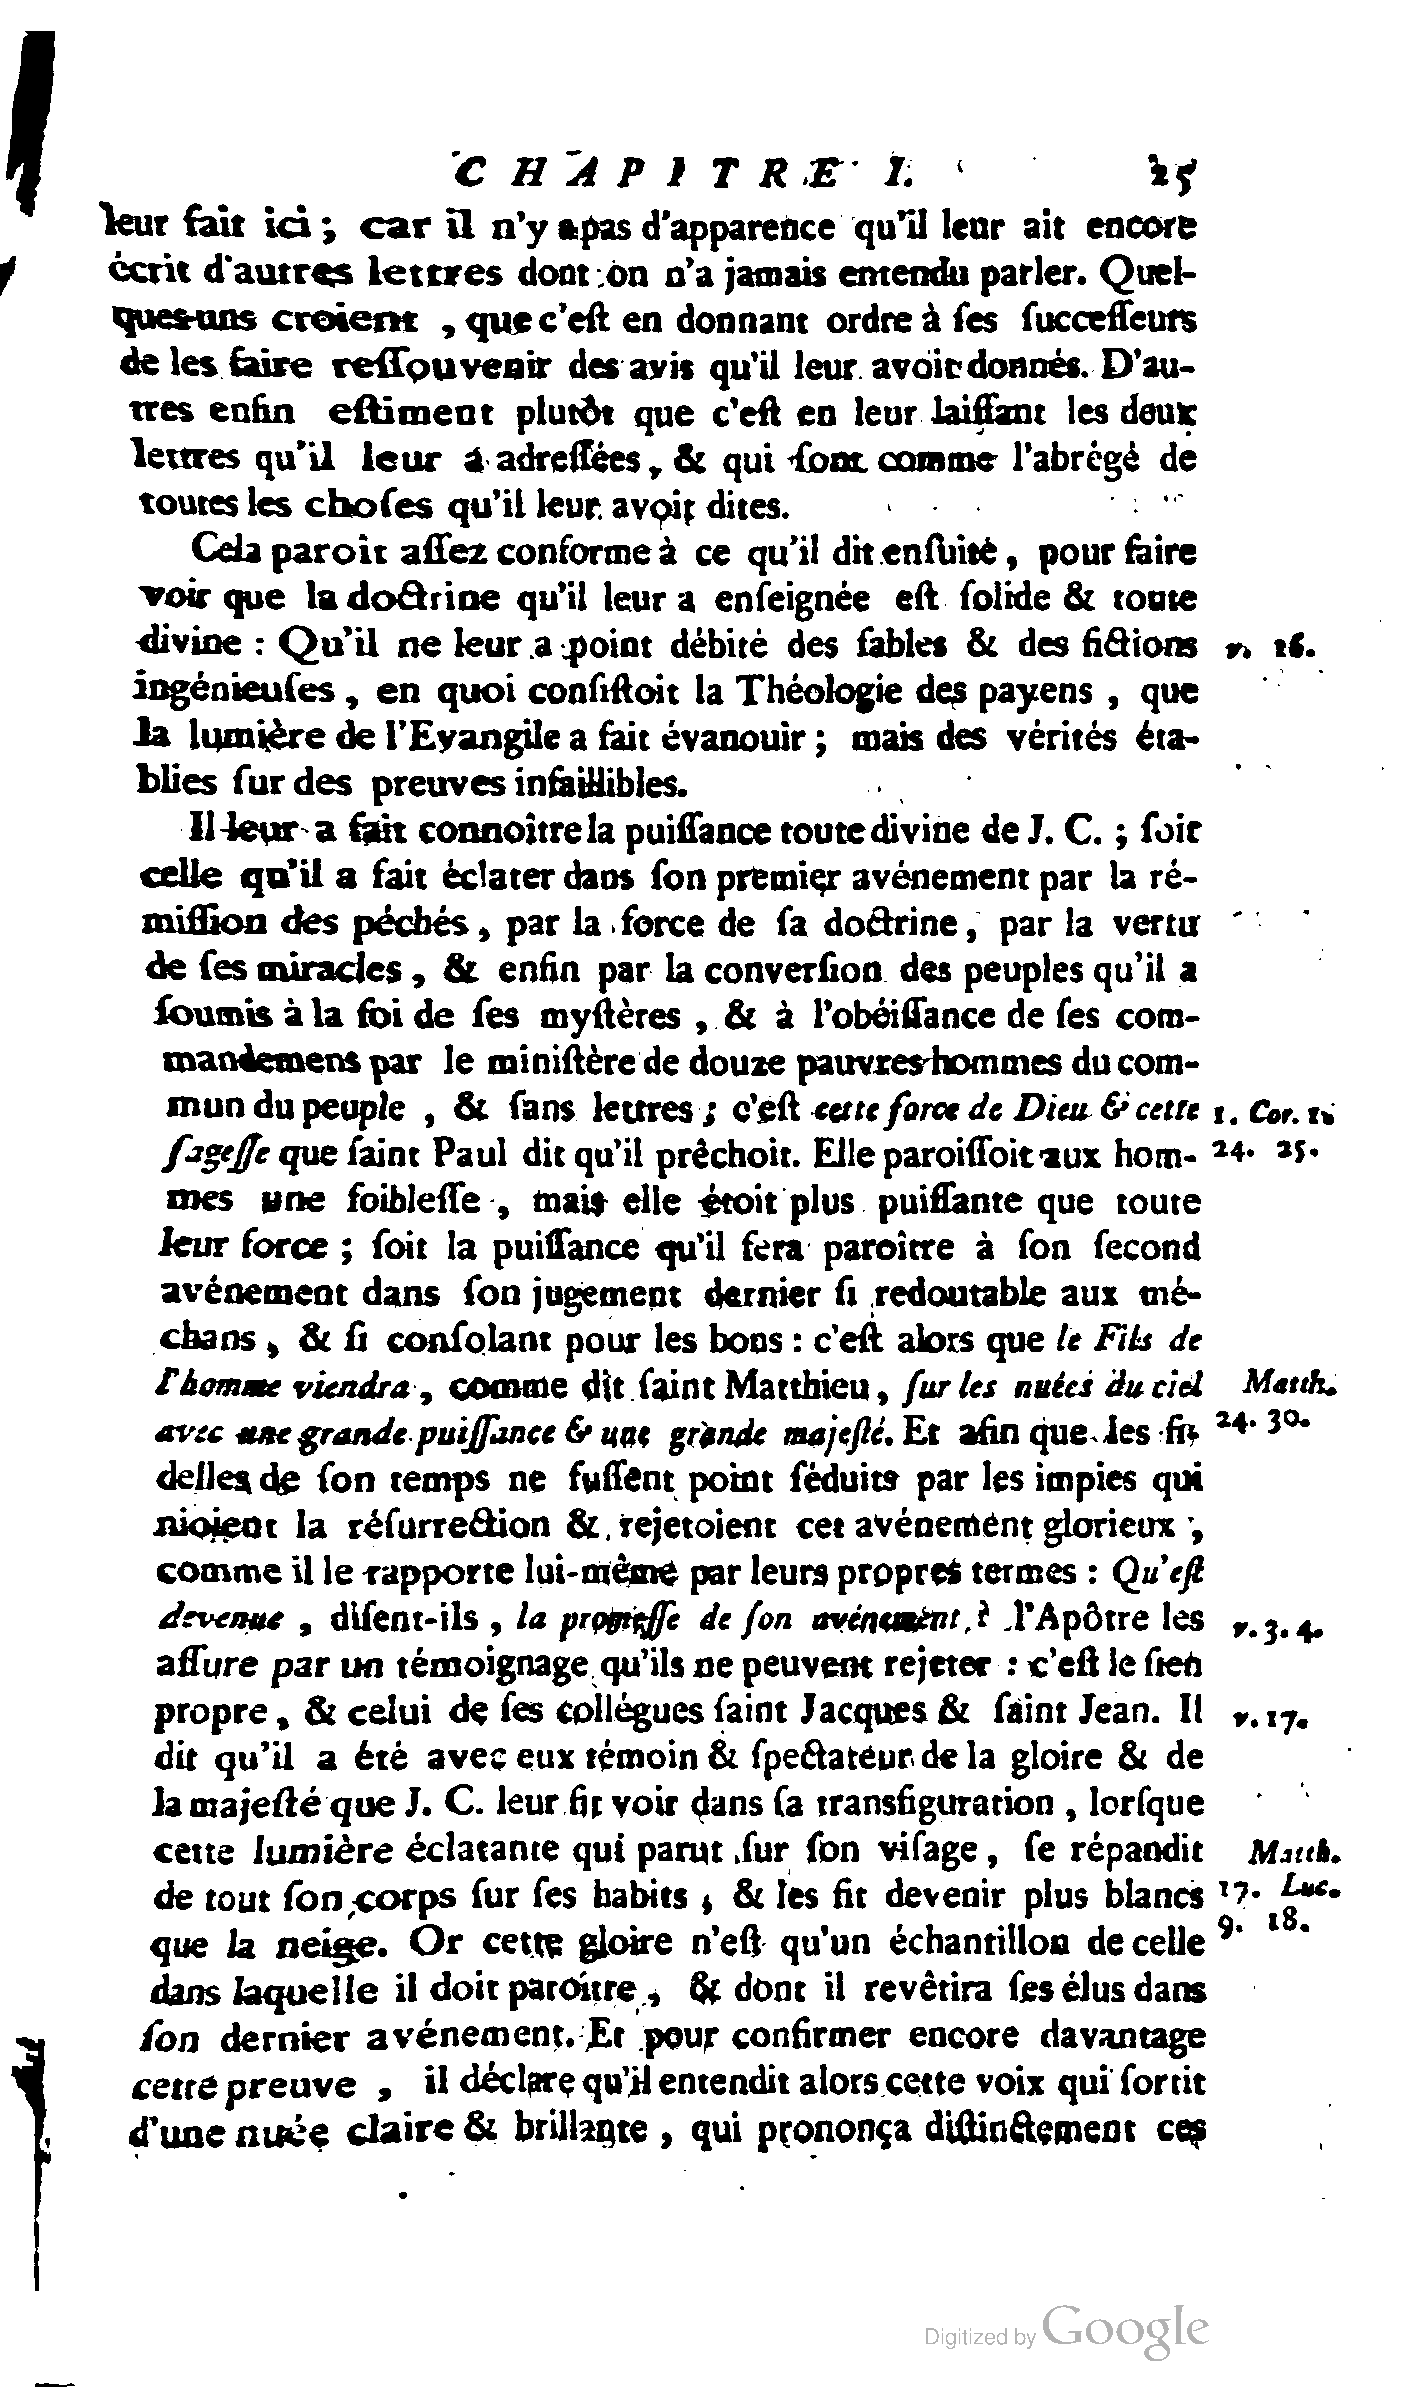 CHAPITRE I. 25
leur fait ici ; car il n'y a pas d'apparence qu'il leur ait encore
écrit d'autres lettres dont on n'a jamais entendu parler. Quel-
ques-uns croient , que c'eſt en donnant ordre à ſes ſucceſſeurs
de les faire reſſouvenir des avis qu'il leur avoit donnés. D'au-
tres enfin eſtiment plutôt que c'eſt en leur laiſſant les deux
lettres qu'il leur a adreſſées, & qui ſont comme l'abrégé de
toutes les choſes qu'il leur avoit dites.
Cela paroit aſſez conforme à ce qu'il dit enſuite , pour faire
voir que la doctrine qu'il leur a enſeignée eſt ſolide & toute
divine : Qu'il ne leur a point débité des fables & des fictions v. 16.
ingénieuſes , en quoi conſiſtoit la Théologie des payens , que
la lumière de l'Evangile a fait évanouir ; mais des vérités éta-
blies ſur des preuves infaillibles.
Il leur a fait connoître la puiſſance toute divine de J. C. ; ſoit
celle qu'il a fait éclater dans ſon premier avénement par la ré-
miſſion des péchés , par la force de ſa doctrine , par la vertu
de ſes miracles , & enfin par la converſion des peuples qu'il a
ſoumis à la foi de ſes myſtères , & à l'obéiſſance de ſes com-
mandemens par le miniſtère de douze pauvres hommes du com-
mun du peuple , & ſans lettres ; c'eſt cette force de Dieu & cette 1. Cor. 1.
ſageſſe que ſaint Paul dit qu'il prêchoit. Elle paroiſſoit aux hom- 24. 25.
mes une foibleſſe , mais elle étoit plus puiſſante que toute
leur force ; ſoit la puiſſance qu'il fera paroître à ſon ſecond
avénement dans ſon jugement dernier ſi redoutable aux mé-
chans , & ſi conſolant pour les bons : c'eſt alors que le Fils de
l'homme viendra , comme dit ſaint Matthieu, ſur les nuées du ciel Matth.
avec une grande puiſſance & une grande majeſté. Et afin que les fi- 24. 30.
delles de ſon temps ne fuſſent point ſéduits par les impies qui
nioient la réſurrection & rejetoient cet avénement glorieux ,
comme il le rapporte lui-même par leurs propres termes : Qu'eſt
devenue , diſent-ils , la promeſſe de ſon avénement ? l'Apôtre les v. 3. 4.
aſſure par un témoignage qu'ils ne peuvent rejeter : c'eſt le ſien
propre , & celui de ſes collégues ſaint Jacques & ſaint Jean. Il v. 17.
dit qu'il a été avec eux témoin & ſpectateur de la gloire & de
la majeſté que J. C. leur fit voir dans ſa transfiguration , lorſque
cette lumière éclatante qui parut ſur ſon viſage , ſe répandit Matth.
de tout ſon corps ſur ſes habits , & les fit devenir plus blancs 17. Luc.
que la neige. Or cette gloire n'eſt qu'un échantillon de celle 9. 18.
dans laquelle il doit paroître , & dont il revêtira ſes élus dans
ſon dernier avénement. Et pour confirmer encore davantage
cette preuve , il déclare qu'il entendit alors cette voix qui ſortit
d'une nuée claire & brillante , qui prononça diſtinctement ces
Digitized by Google